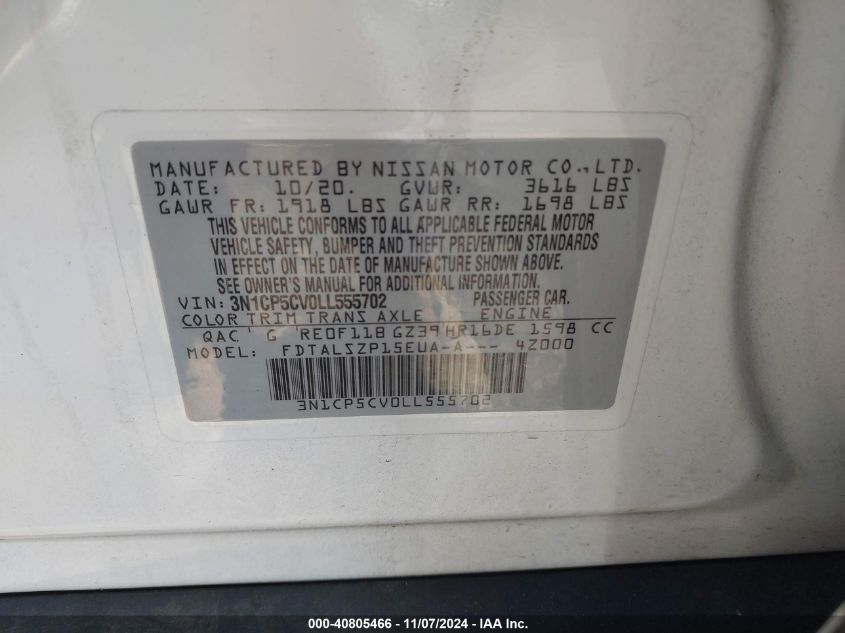 MANUFACTURED BY NISSAN MOTOR CO.,LTD.
DATE: 10/20. GVWR: 3616 LBS
GAWR FR: 1918 LBS GAWR RR: 1698 LBS
THIS VEHICLE CONFORMS TO ALL APPLICABLE FEDERAL MOTOR
VEHICLE SAFETY, BUMPER AND THEFT PREVENTION STANDARDS
IN EFFECT ON THE DATE OF MANUFACTURE SHOWN ABOVE.
SEE OWNER'S MANUAL FOR ADDITIONAL INFORMATION.
VIN: 3N1CP5CV0LL555702 PASSENGER CAR.
COLOR TRIM TRANS AXLE ENGINE
QAC ' G 'RE0F11B GZ39'HR16DE 1598 CC
MODEL: FDTALSZP15EUA-A--- 4Z000
3N1CP5CV0LL555702
000-40805466 - 11/07/2024 - IAA Inc.